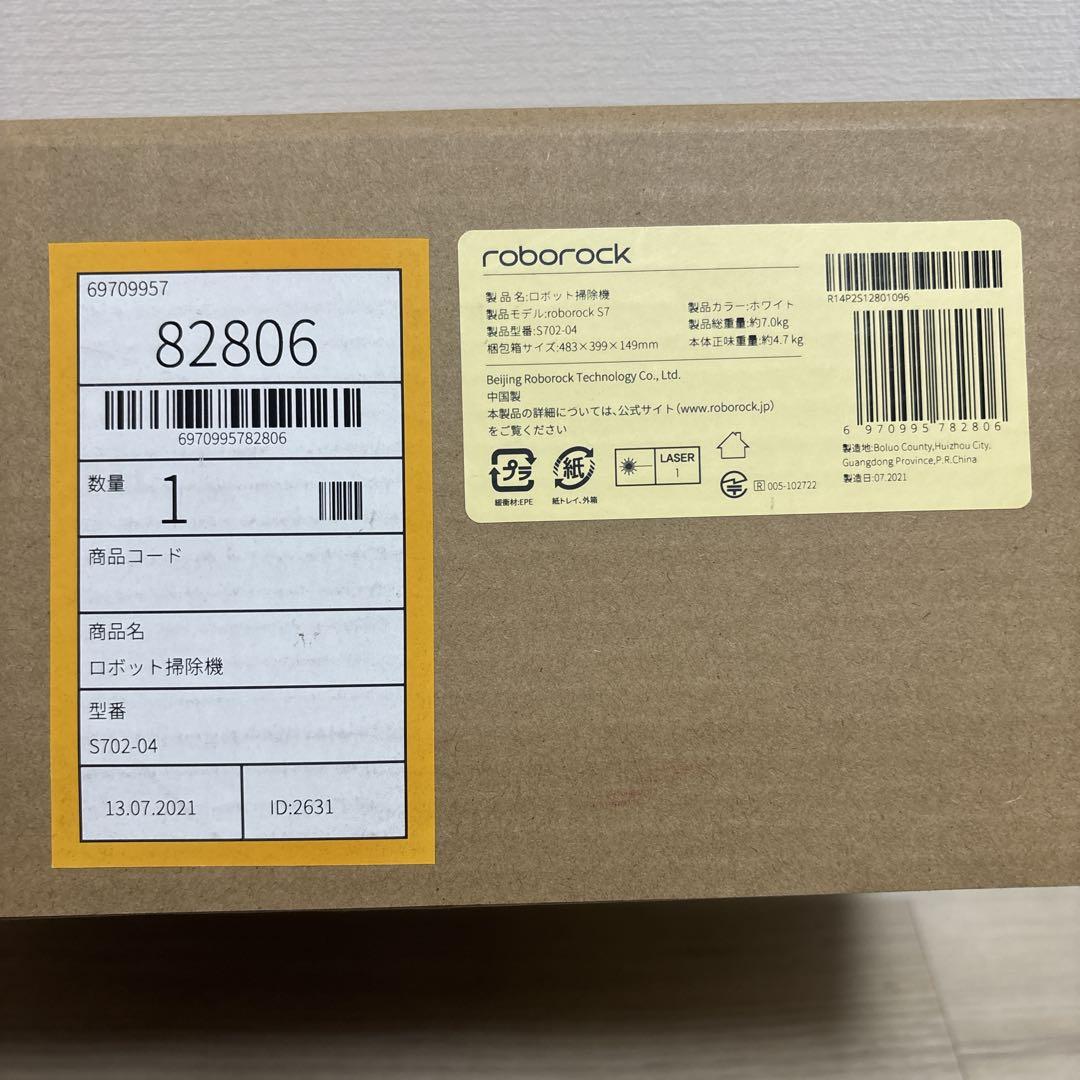 69709957
82806
6970995782806
数量
1
商品コード
商品名
ロボット掃除機
型番
S702-04
13.07.2021
ID:2631
roborock
製品名:ロボット掃除機
製品モデル:roborock S7
製品型番:S702-04
梱包箱サイズ:483×399×149mm
製品カラー:ホワイト
製品総重量:約7.0kg
本体正味重量:約4.7kg
Beijing Roborock Technology Co., Ltd.
中国製
本製品の詳細については、公式サイト(www.roborock.jp)
をご覧ください
プラ
緩衝材:EPE
紙
紙トレイ、外箱
LASER
1
R 005-102722
R14P2S12801096
6 970995 782806
製造地:Boluo County,Huizhou City,
Guangdong Province,P.R.China
製造日:07.2021